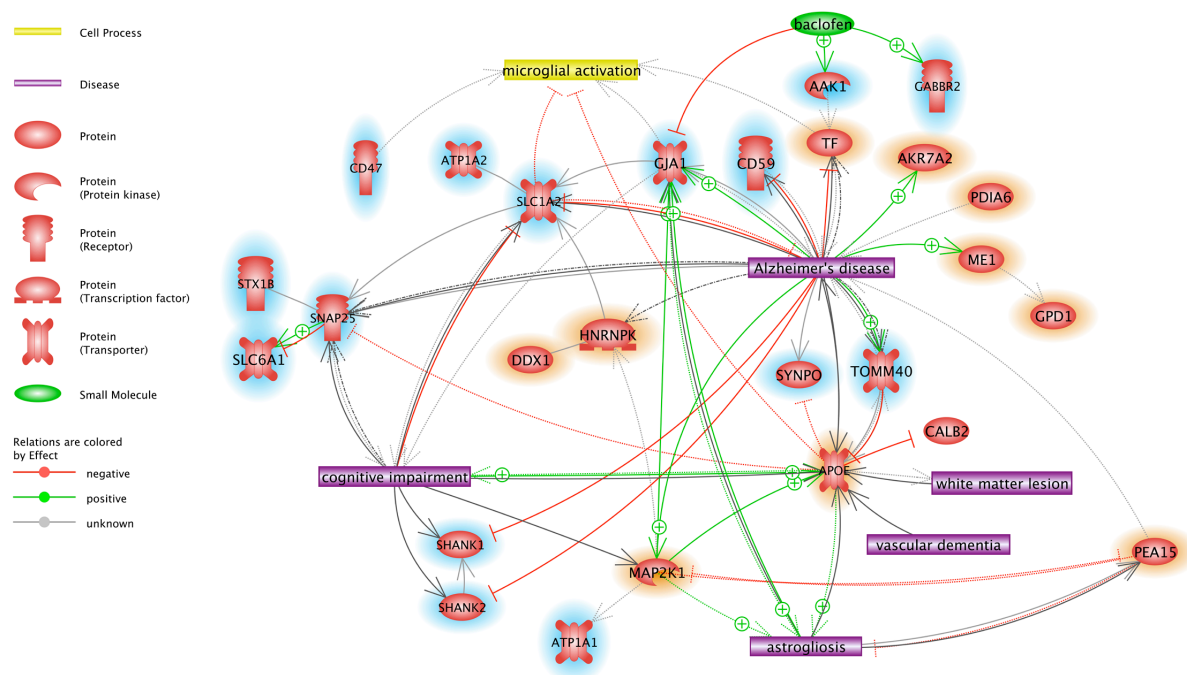 Cell Process
Disease
Protein
Protein
(Protein kinase)
Protein
(Receptor)
Protein
(Transcription factor)
Protein
(Transporter)
Small Molecule
Relations are colored
by Effect
negative
positive
unknown
baclofen
microglial activation
AAK1
GABBR2
CD47
ATP1A2
GJA1
CD59
TF
AKR7A2
SLC1A2
PDIA6
STX1B
Alzheimer's disease
ME1
SNAP25
GPD1
SLC6A1
DDX1
HNRNPK
SYNPO
TOMM40
CALB2
cognitive impairment
APOE
white matter lesion
SHANK1
vascular dementia
PEA15
MAP2K1
SHANK2
ATP1A1
astrogliosis